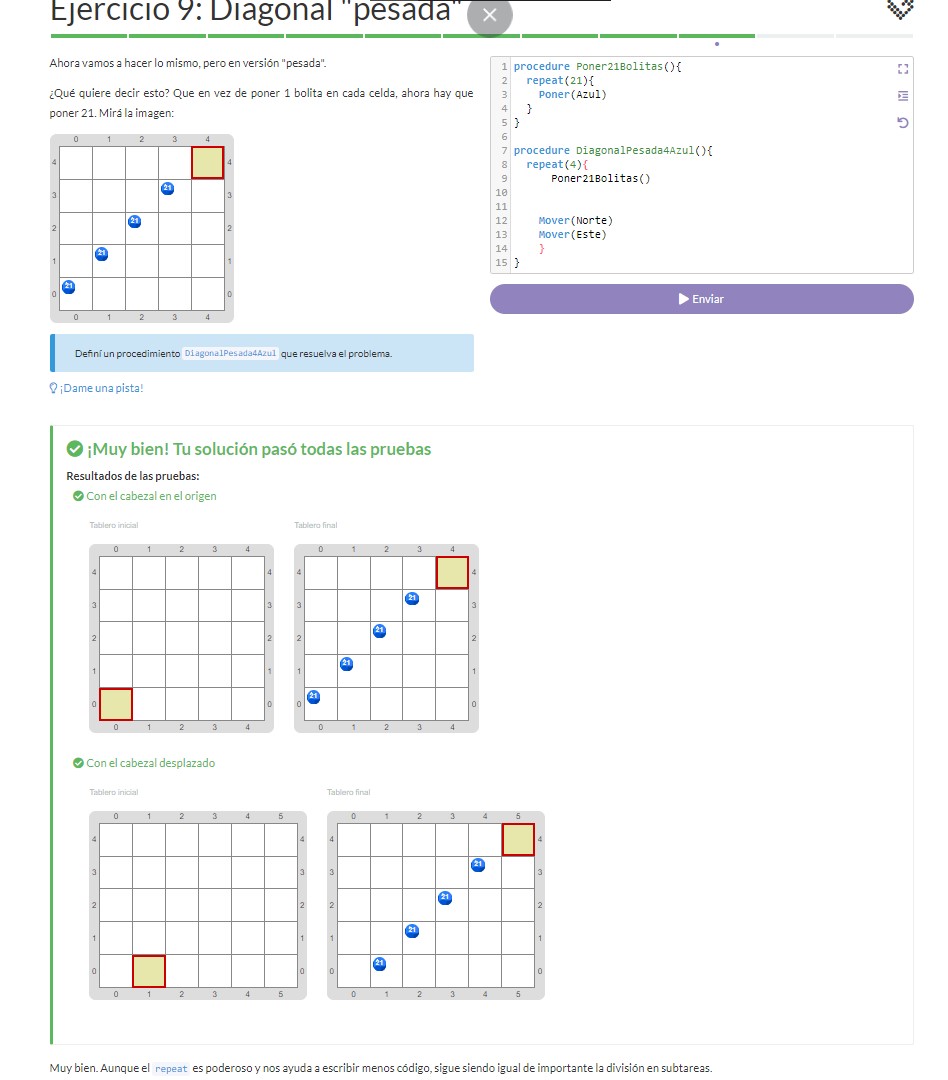 Ejercicio 9: Diagonal "pesada"
Ahora vamos a hacer lo mismo, pero en versión "pesada".
¿Qué quiere decir esto? Que en vez de poner 1 bolita en cada celda, ahora hay que
poner 21. Mirá la imagen:
0 1 2 3 4
4 4
3 21 3
2 21 2
1 21 1
0 21 0
0 1 2 3 4
Definí un procedimiento DiagonalPesada4Azul que resuelva el problema.
¡Dame una pista!
1 procedure Poner21Bolitas(){
2 repeat(21){
3 Poner(Azul)
4 }
5 }
6
7 procedure DiagonalPesada4Azul(){
8 repeat(4){
9 Poner21Bolitas()
10
11
12 Mover(Norte)
13 Mover(Este)
14 }
15 }
Enviar
¡Muy bien! Tu solución pasó todas las pruebas
Resultados de las pruebas:
Con el cabezal en el origen
Tablero inicial
0 1 2 3 4
4 4
3 3
2 2
1 1
0 0
0 1 2 3 4
Tablero final
0 1 2 3 4
4 4
3 21 3
2 21 2
1 21 1
0 21 0
0 1 2 3 4
Con el cabezal desplazado
Tablero inicial
0 1 2 3 4 5
4 4
3 3
2 2
1 1
0 0
0 1 2 3 4 5
Tablero final
0 1 2 3 4 5
4 4
3 21 3
2 21 2
1 21 1
0 21 0
0 1 2 3 4 5
Muy bien. Aunque el repeat es poderoso y nos ayuda a escribir menos código, sigue siendo igual de importante la división en subtareas.